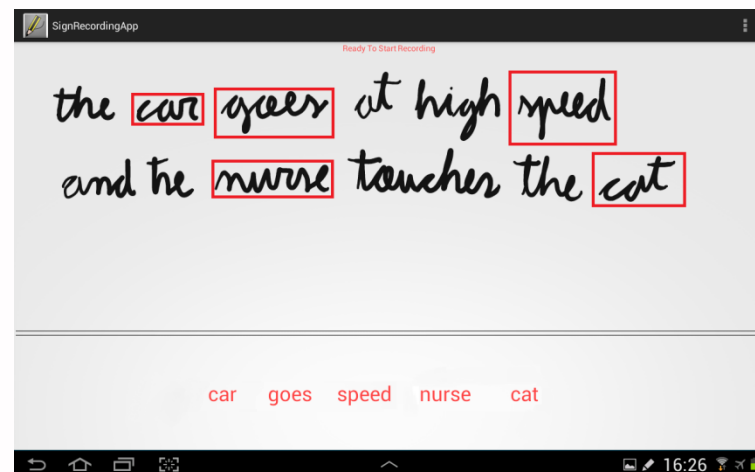 SignRecordingApp
Ready To Start Recording
the car goes at high speed
and the nurse touches the cat
car goes speed nurse cat
16:26